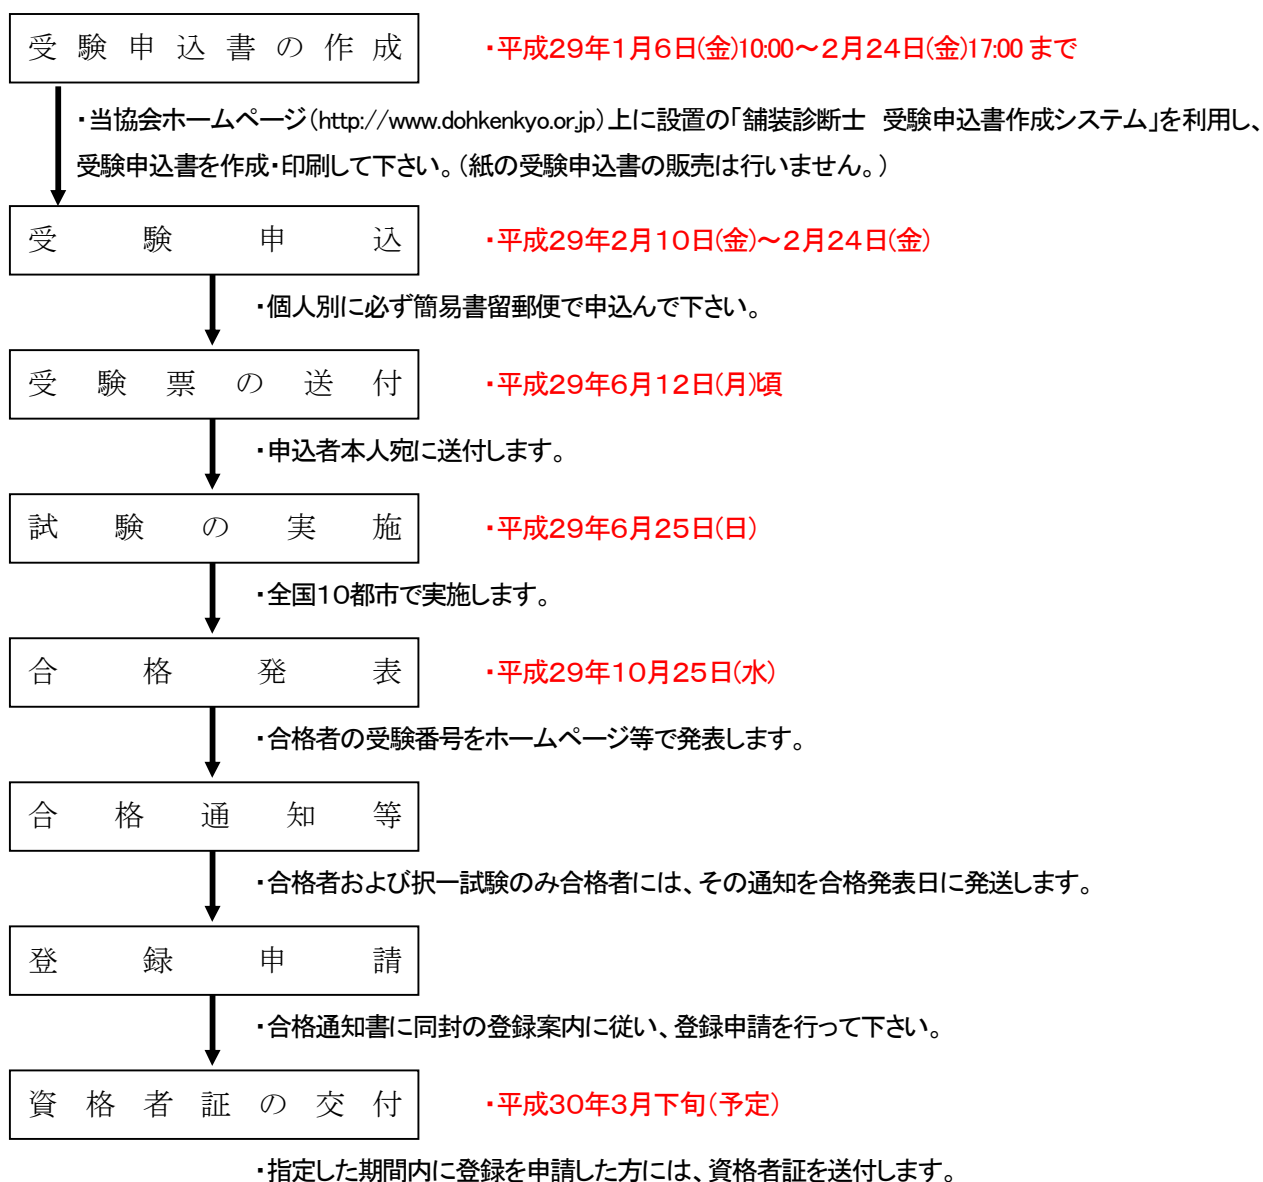 受験申込書の作成 ・平成29年1月6日(金)10:00～2月24日(金)17:00 まで
・当協会ホームページ（http://www.dohkenkyo.or.jp）上に設置の「舗装診断士　受験申込書作成システム」を利用し、
受験申込書を作成・印刷して下さい。（紙の受験申込書の販売は行いません。）
受験申込 ・平成29年2月10日(金)～2月24日(金)
・個人別に必ず簡易書留郵便で申込んで下さい。
受験票の送付 ・平成29年6月12日(月)頃
・申込者本人宛に送付します。
試験の実施 ・平成29年6月25日(日)
・全国10都市で実施します。
合格発表 ・平成29年10月25日(水)
・合格者の受験番号をホームページ等で発表します。
合格通知等
・合格者および択一試験のみ合格者には、その通知を合格発表日に発送します。
登録申請
・合格通知書に同封の登録案内に従い、登録申請を行って下さい。
資格者証の交付 ・平成30年3月下旬（予定）
・指定した期間内に登録を申請した方には、資格者証を送付します。